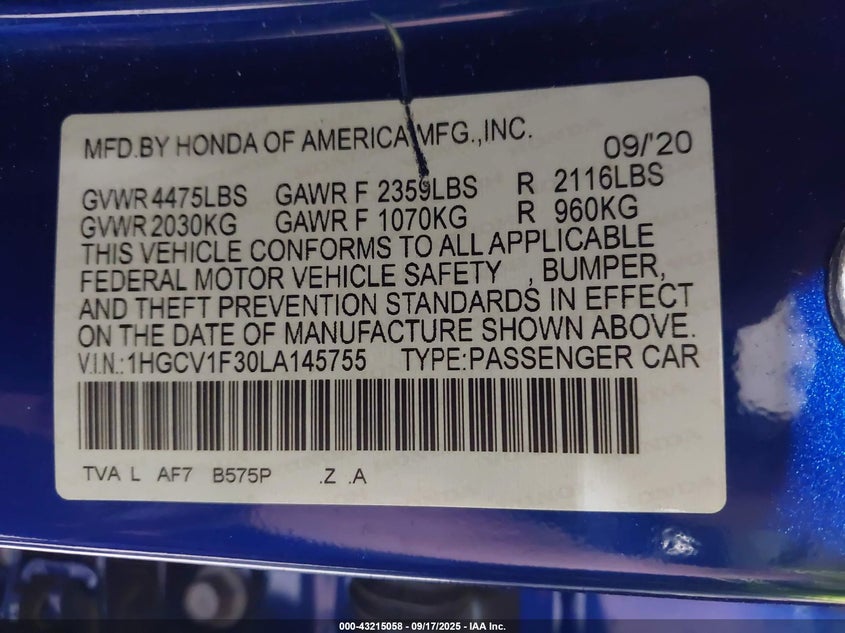 MFD.BY HONDA OF AMERICA MFG.,INC. 09/'20
GVWR 4475LBS GAWR F 2359LBS R 2116LBS
GVWR 2030KG GAWR F 1070KG R 960KG
THIS VEHICLE CONFORMS TO ALL APPLICABLE
FEDERAL MOTOR VEHICLE SAFETY , BUMPER,
AND THEFT PREVENTION STANDARDS IN EFFECT
ON THE DATE OF MANUFACTURE SHOWN ABOVE.
V.I.N.:1HGCV1F30LA145755 TYPE:PASSENGER CAR
TVA L AF7 B575P .Z .A
000-43215058 - 09/17/2025 - IAA Inc.